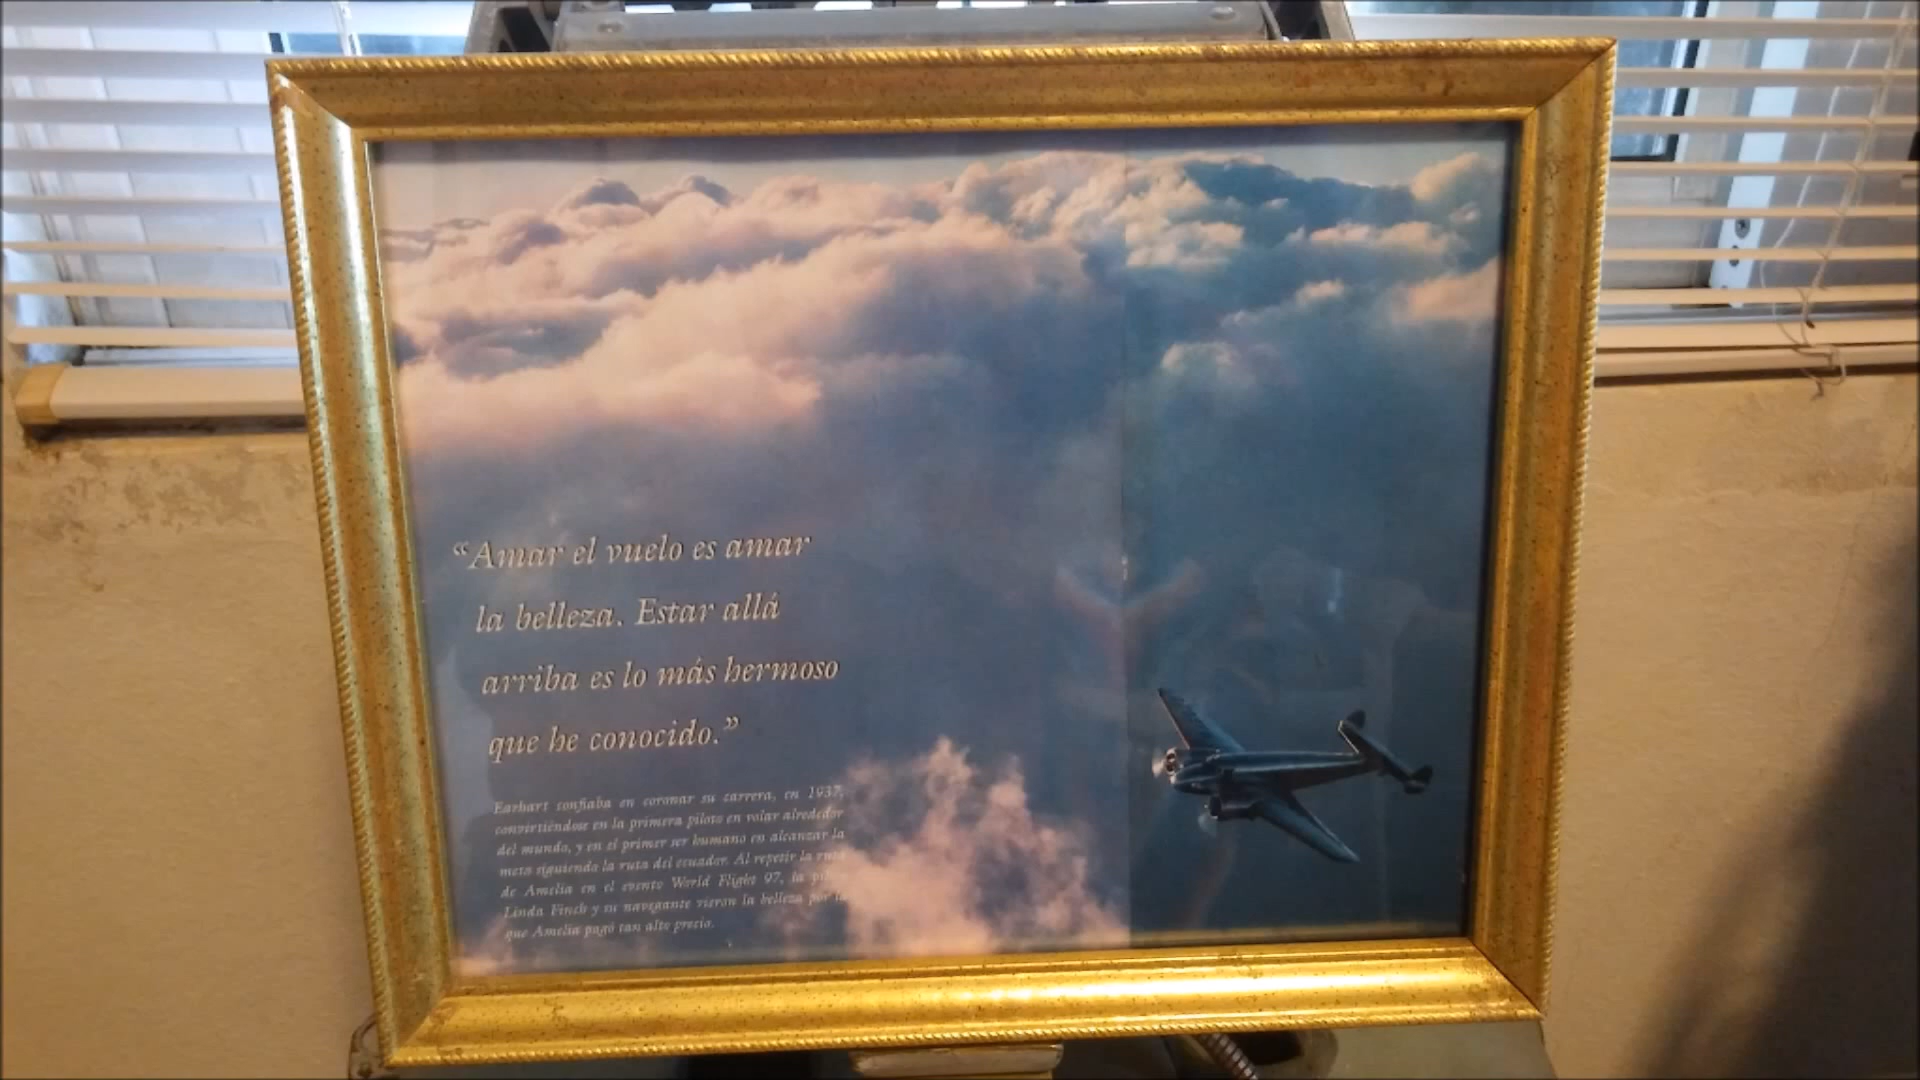 “Amar el vuelo es amar
la belleza. Estar allá
arriba es lo más hermoso
que he conocido.”
Earhart confiaba en coronar su carrera, en 1937,
convirtiéndose en la primera piloto en volar alrededor
del mundo, y en el primer ser humano en alcanzar la
meta siguiendo la ruta del ecuador. Al repetir la ruta
de Amelia en el evento World Flight 97, la
Linda Finch y su navegante vieron la belleza por la
que Amelia pagó tan alto precio.